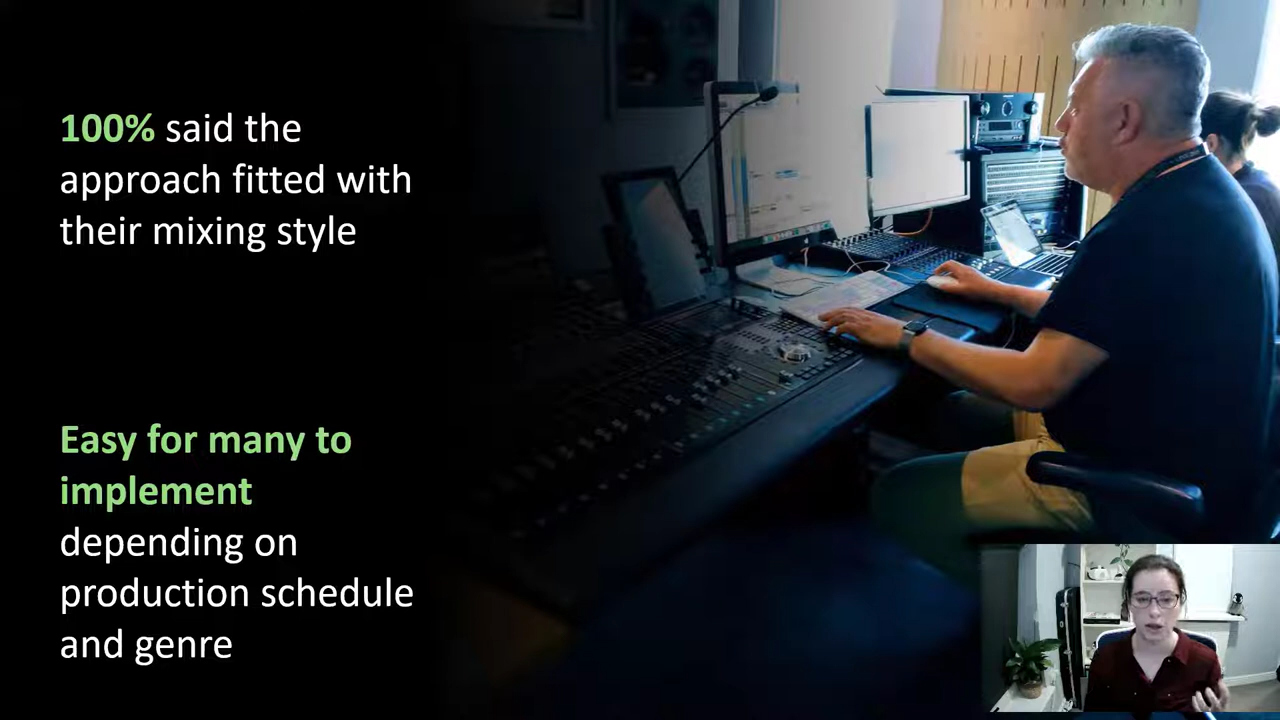 100% said the
approach fitted with
their mixing style
Easy for many to
implement
depending on
production schedule
and genre